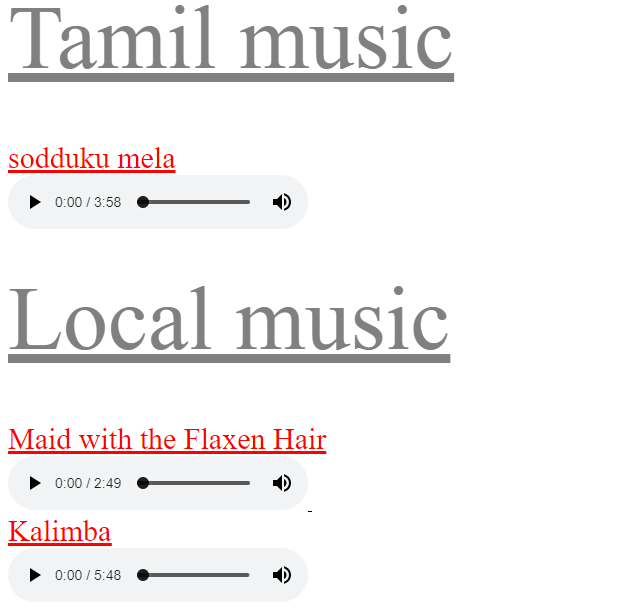 Tamil music
sodduku mela
0:00 / 3:58
Local music
Maid with the Flaxen Hair
0:00 / 2:49
Kalimba
0:00 / 5:48